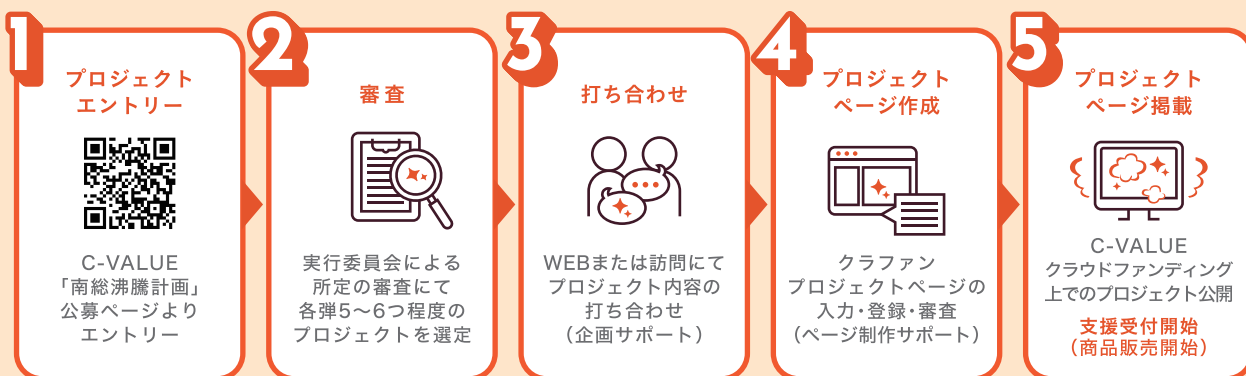 1
プロジェクト
エントリー
C-VALUE
「南総沸騰計画」
公募ページより
エントリー
2
審査
実行委員会による
所定の審査にて
各弾5〜6つ程度の
プロジェクトを選定
3
打ち合わせ
WEBまたは訪問にて
プロジェクト内容の
打ち合わせ
（企画サポート）
4
プロジェクト
ページ作成
クラファン
プロジェクトページの
入力・登録・審査
（ページ制作サポート）
5
プロジェクト
ページ掲載
C-VALUE
クラウドファンディング
上でのプロジェクト公開
支援受付開始
（商品販売開始）